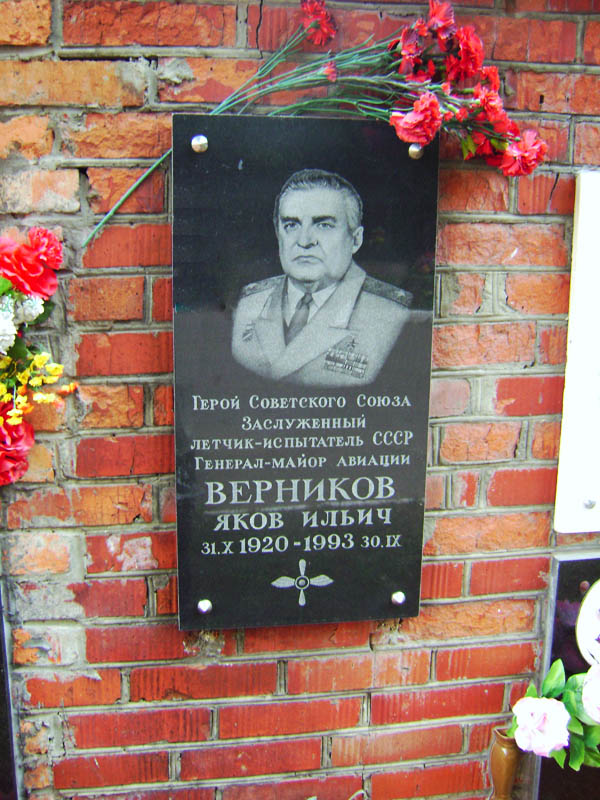 Герой Советского Союза
Заслуженный
летчик-испытатель СССР
Генерал-майор авиации
ВЕРНИКОВ
ЯКОВ ИЛЬИЧ
31.X 1920-1993 30.IX